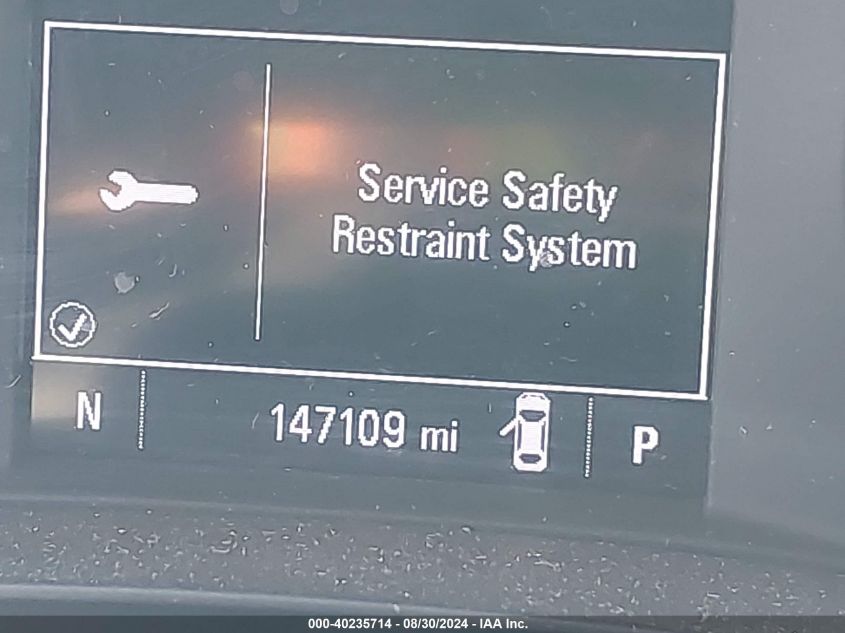 Service Safety
Restraint System
N 147109 mi P
000-40235714 - 08/30/2024 - IAA Inc.